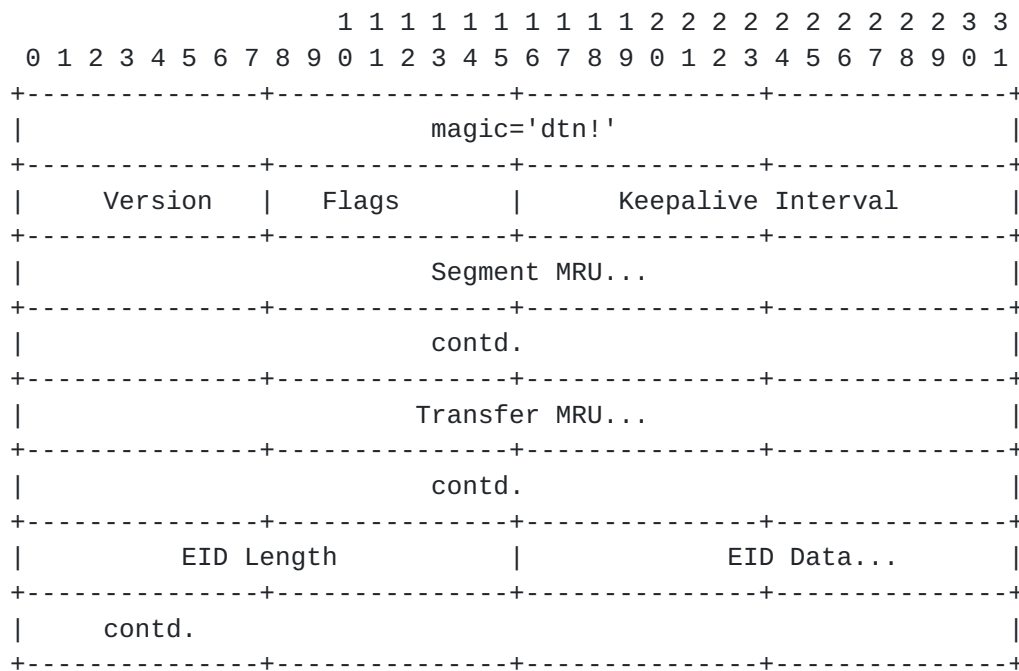 1 1 1 1 1 1 1 1 1 1 2 2 2 2 2 2 2 2 2 2 3 3
 0 1 2 3 4 5 6 7 8 9 0 1 2 3 4 5 6 7 8 9 0 1 2 3 4 5 6 7 8 9 0 1
+---------------+---------------+---------------+---------------+
|                          magic='dtn!'                         |
+---------------+---------------+---------------+---------------+
|     Version   |   Flags       |      Keepalive Interval       |
+---------------+---------------+---------------+---------------+
|                          Segment MRU...                       |
+---------------+---------------+---------------+---------------+
|                          contd.                               |
+---------------+---------------+---------------+---------------+
|                         Transfer MRU...                       |
+---------------+---------------+---------------+---------------+
|                          contd.                               |
+---------------+---------------+---------------+---------------+
|          EID Length           |             EID Data...       |
+---------------+---------------+---------------+---------------+
|     contd.                                                    |
+---------------+---------------+---------------+---------------+